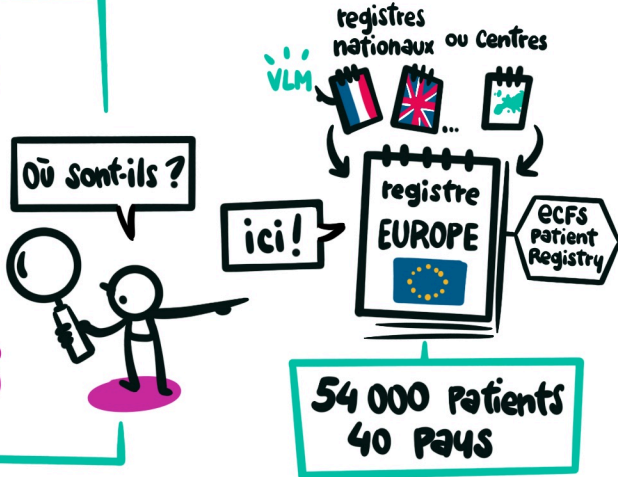 registres
nationaux ou Centres
VLM
...
Où sont-ils ?
ici !
registre
EUROPE
eCFS
Patient
Registry
54 000 Patients
40 Pays